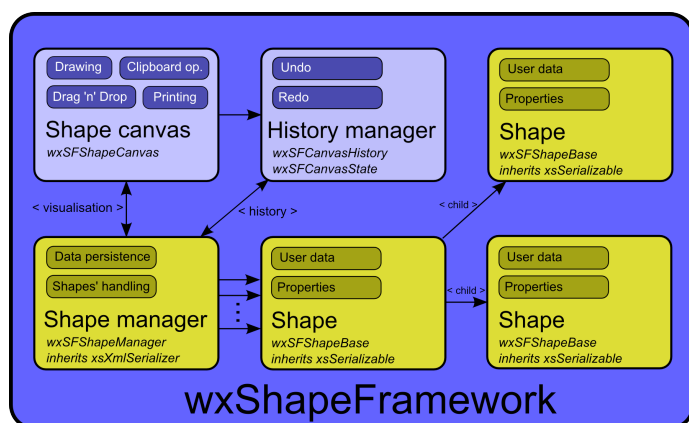 Drawing
Clipboard op.
Drag 'n' Drop
Printing
Shape canvas
wxSFShapeCanvas
Undo
Redo
History manager
wxSFCanvasHistory
wxSFCanvasState
User data
Properties
Shape
wxSFShapeBase
inherits xsSerializable
< visualisation >
< history >
< child >
Data persistence
Shapes' handling
Shape manager
wxSFShapeManager
inherits xsXmlSerializer
User data
Properties
Shape
wxSFShapeBase
inherits xsSerializable
< child >
User data
Properties
Shape
wxSFShapeBase
inherits xsSerializable
wxShapeFramework